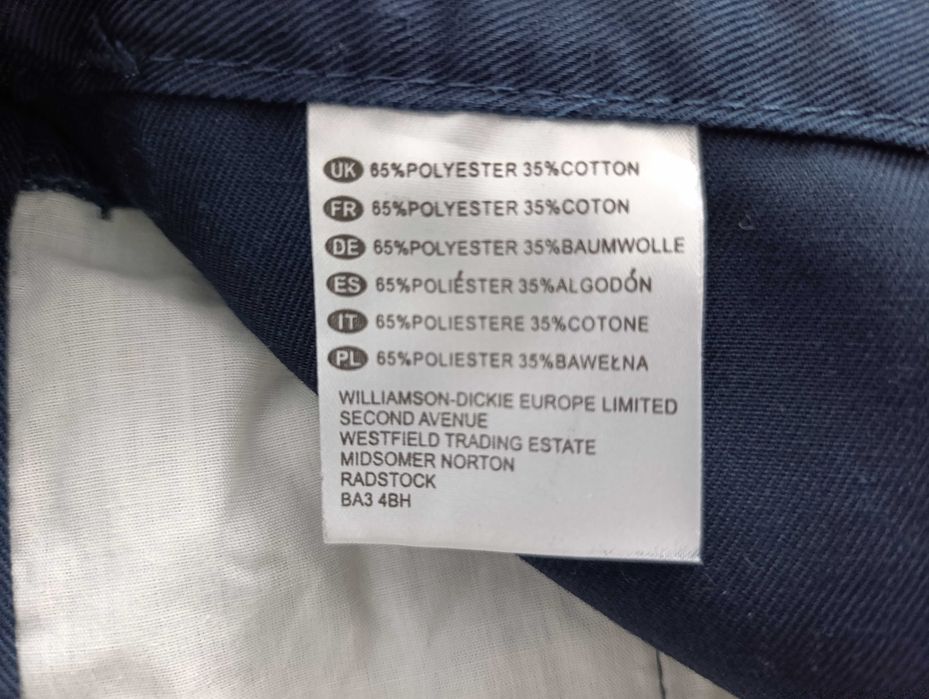 UK 65%POLYESTER 35%COTTON
FR 65%POLYESTER 35%COTON
DE 65%POLYESTER 35%BAUMWOLLE
ES 65%POLIÉSTER 35%ALGODÓN
IT 65%POLIESTERE 35%COTONE
PL 65%POLIESTER 35%BAWEŁNA
WILLIAMSON-DICKIE EUROPE LIMITED
SECOND AVENUE
WESTFIELD TRADING ESTATE
MIDSOMER NORTON
RADSTOCK
BA3 4BH